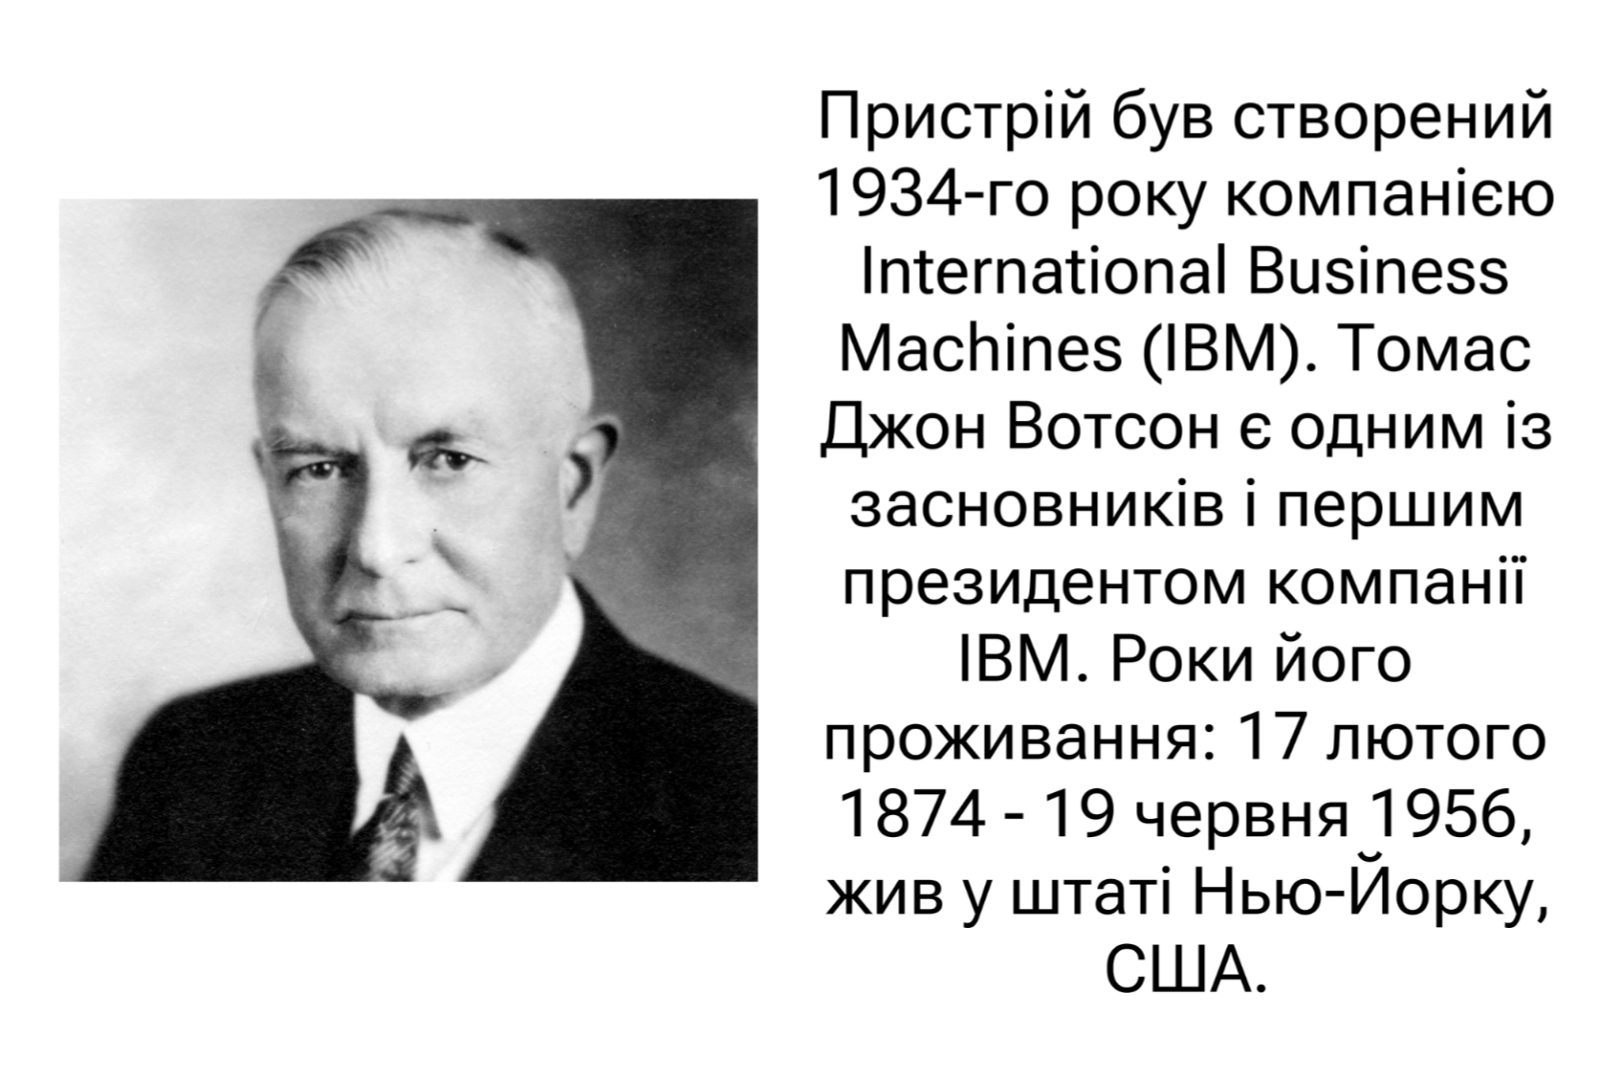 Пристрій був створений
1934-го року компанією
International Business
Machines (IBM). Томас
Джон Вотсон є одним із
засновників і першим
президентом компанії
IBM. Роки його
проживання: 17 лютого
1874 - 19 червня 1956,
жив у штаті Нью-Йорку,
США.